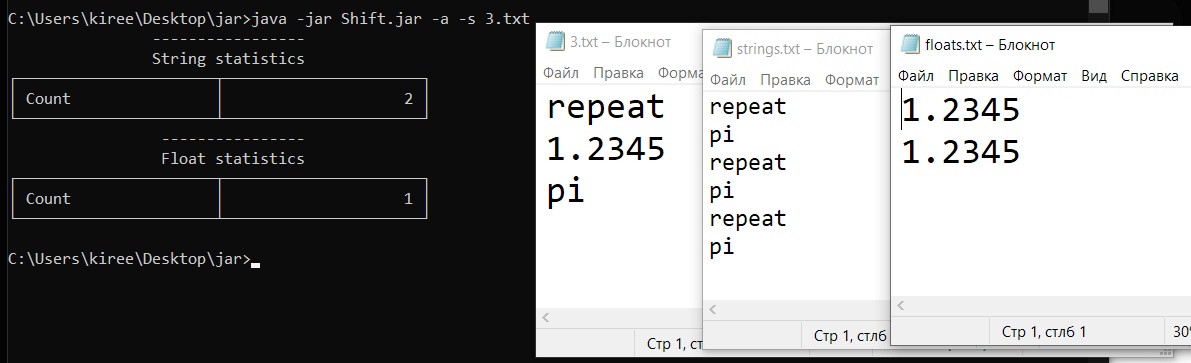 C:\Users\kiree\Desktop\jar>java -jar Shift.jar -a -s 3.txt
-----------------
String statistics
Count 2
----------------
Float statistics
Count 1
C:\Users\kiree\Desktop\jar>
3.txt – Блокнот
Файл Правка Форма
repeat
1.2345
pi
Стр 1, ст
strings.txt – Блокнот
Файл Правка Формат
repeat
pi
repeat
pi
repeat
pi
Стр 1, стлб
floats.txt – Блокнот
Файл Правка Формат Вид Справка
1.2345
1.2345
Стр 1, стлб 1
30